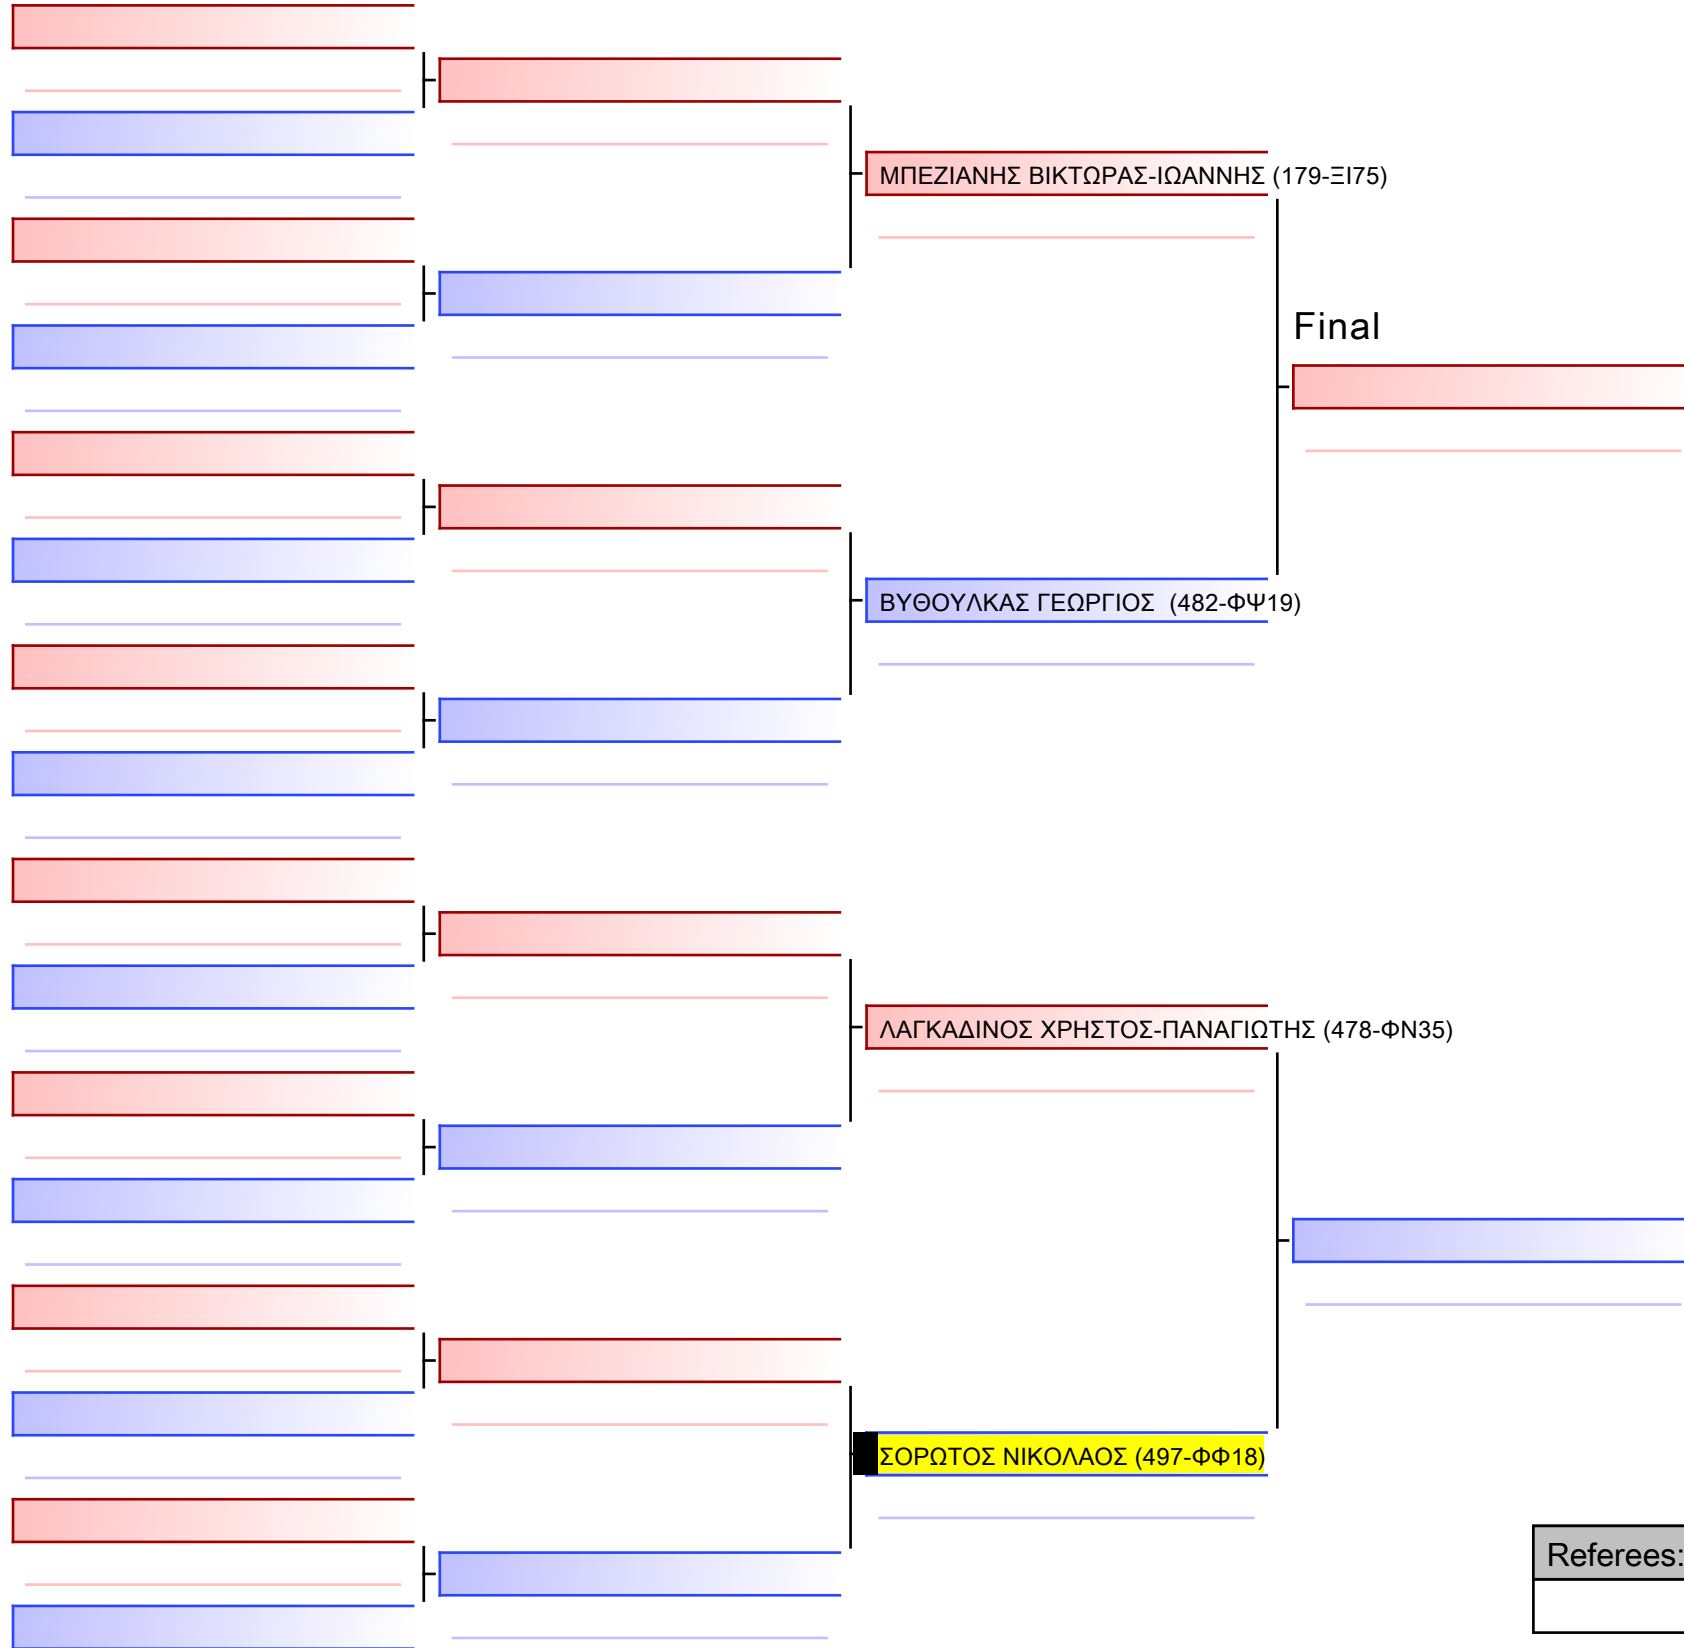 ΜΠΕΖΙΑΝΗΣ ΒΙΚΤΩΡΑΣ-ΙΩΑΝΝΗΣ (179-ΞΙ75)
Final
ΒΥΘΟΥΛΚΑΣ ΓΕΩΡΓΙΟΣ (482-ΦΨ19)
ΛΑΓΚΑΔΙΝΟΣ ΧΡΗΣΤΟΣ-ΠΑΝΑΓΙΩΤΗΣ (478-ΦΝ35)
ΣΟΡΩΤΟΣ ΝΙΚΟΛΑΟΣ (497-ΦΦ18)
Referees: